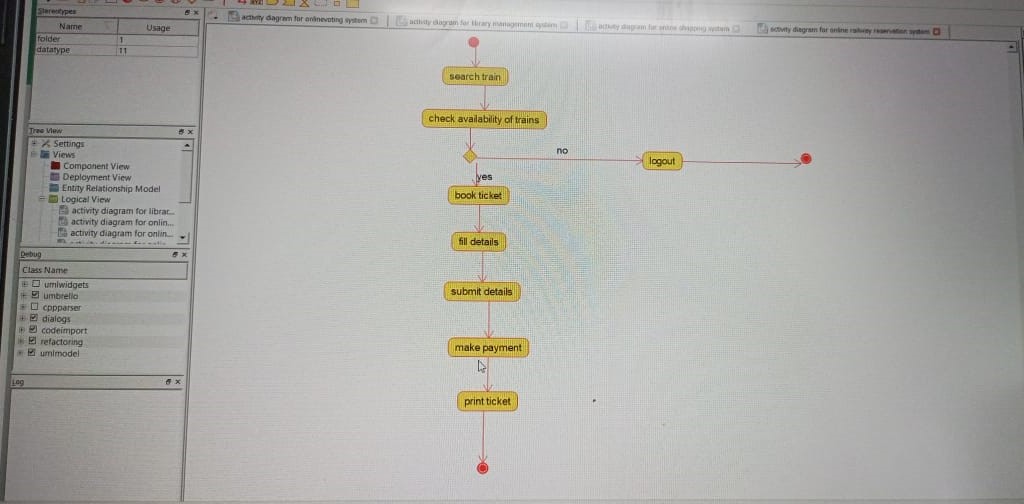 Stereotypes
Name Usage
folder 1
datatype 11
activity dagram for onlinevoting system
activity diagram for library management system
activity diagram for online shopping system
activity diagram for online railway reservation system
Tree View
Settings
Views
Component View
Deployment View
Entity Relationship Model
Logical View
activity diagram for librar...
activity diagram for onlin...
activity diagram for onlin...
Debug
Class Name
umlwidgets
umbrello
cppparser
dialogs
codeimport
refactoring
umlmodel
Log
search train
check availability of trains
no
logout
yes
book ticket
fill details
submit details
make payment
print ticket